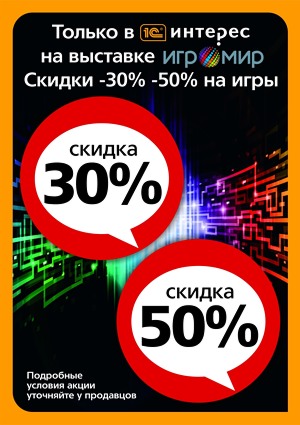 Только в 1С интерес
на выставке ИГРОМИР
Скидки -30% -50% на игры
скидка
30%
скидка
50%
Подробные
условия акции
уточняйте у продавцов